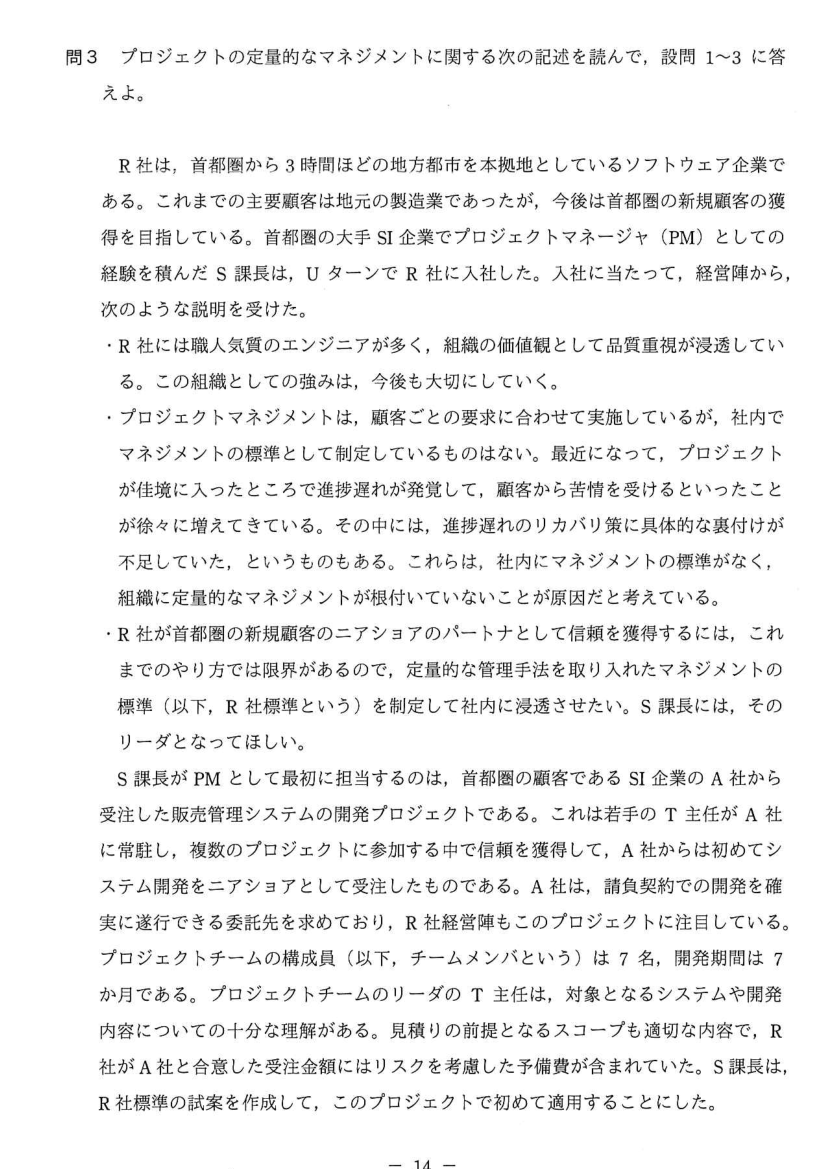 問3 プロジェクトの定量的なマネジメントに関する次の記述を読んで，設問 1～3 に答
えよ。
R 社は，首都圏から 3 時間ほどの地方都市を本拠地としているソフトウェア企業で
ある。これまでの主要顧客は地元の製造業であったが，今後は首都圏の新規顧客の獲
得を目指している。首都圏の大手 SI 企業でプロジェクトマネージャ（PM）としての
経験を積んだ S 課長は，U ターンで R 社に入社した。入社に当たって，経営陣から，
次のような説明を受けた。
・R 社には職人気質のエンジニアが多く，組織の価値観として品質重視が浸透してい
る。この組織としての強みは，今後も大切にしていく。
・プロジェクトマネジメントは，顧客ごとの要求に合わせて実施しているが，社内で
マネジメントの標準として制定しているものはない。最近になって，プロジェクト
が佳境に入ったところで進捗遅れが発覚して，顧客から苦情を受けるといったこと
が徐々に増えてきている。その中には，進捗遅れのリカバリ策に具体的な裏付けが
不足していた，というものもある。これらは，社内にマネジメントの標準がなく，
組織に定量的なマネジメントが根付いていないことが原因だと考えている。
・R 社が首都圏の新規顧客のニアショアのパートナとして信頼を獲得するには，これ
までのやり方では限界があるので，定量的な管理手法を取り入れたマネジメントの
標準（以下，R 社標準という）を制定して社内に浸透させたい。S 課長には，その
リーダとなってほしい。
S 課長が PM として最初に担当するのは，首都圏の顧客である SI 企業の A 社から
受注した販売管理システムの開発プロジェクトである。これは若手の T 主任が A 社
に常駐し，複数のプロジェクトに参加する中で信頼を獲得して，A 社からは初めてシ
ステム開発をニアショアとして受注したものである。A 社は，請負契約での開発を確
実に遂行できる委託先を求めており，R 社経営陣もこのプロジェクトに注目している。
プロジェクトチームの構成員（以下，チームメンバという）は 7 名，開発期間は 7
か月である。プロジェクトチームのリーダの T 主任は，対象となるシステムや開発
内容についての十分な理解がある。見積りの前提となるスコープも適切な内容で，R
社が A 社と合意した受注金額にはリスクを考慮した予備費が含まれていた。S 課長は，
R 社標準の試案を作成して，このプロジェクトで初めて適用することにした。
－ 14 －